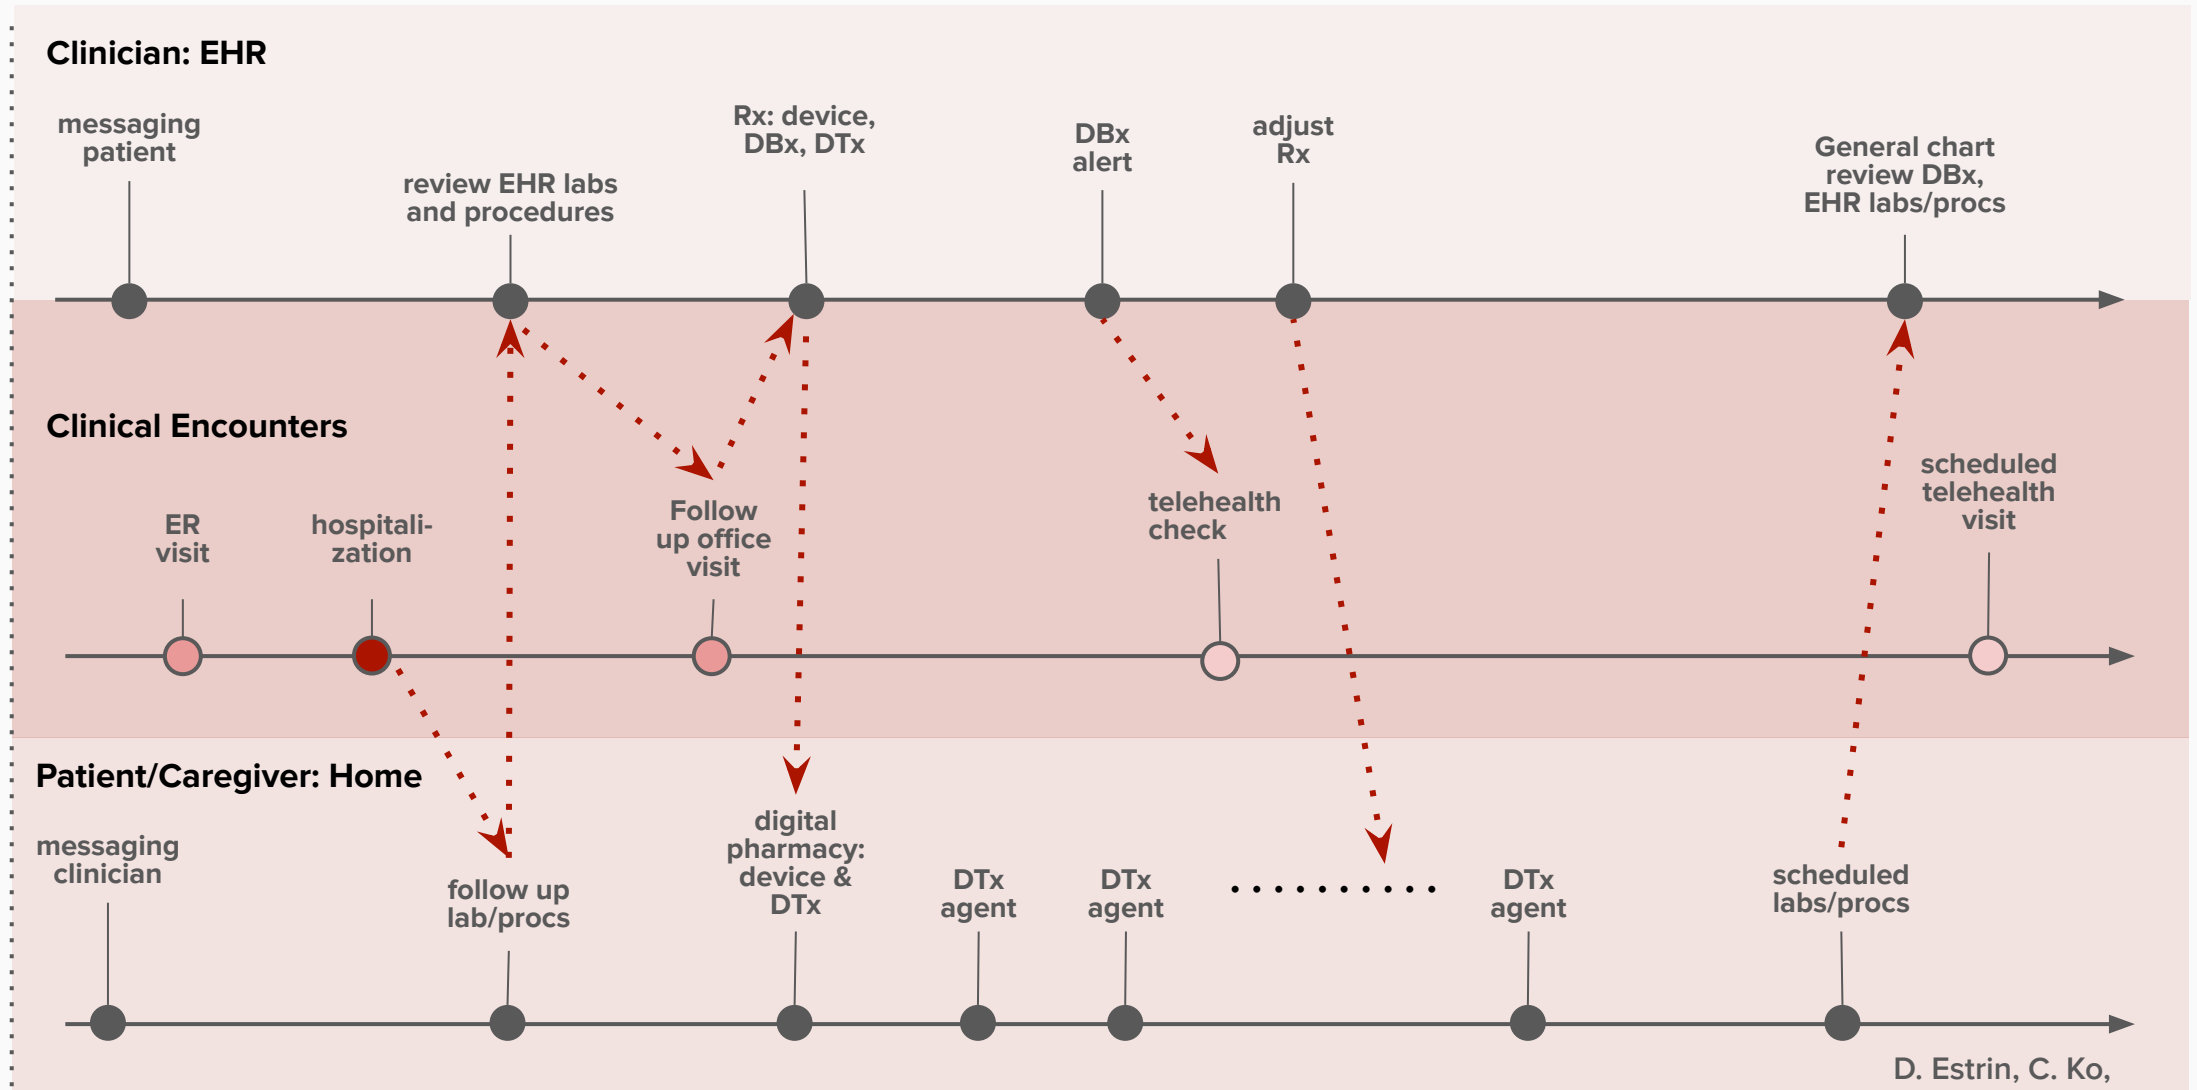 Clinician: EHR
messaging
patient
review EHR labs
and procedures
Rx: device,
DBx, DTx
DBx
alert
adjust
Rx
General chart
review DBx,
EHR labs/procs
Clinical Encounters
ER
visit
hospitali-
zation
Follow
up office
visit
telehealth
check
scheduled
telehealth
visit
Patient/Caregiver: Home
messaging
clinician
follow up
lab/procs
digital
pharmacy:
device &
DTx
DTx
agent
DTx
agent
DTx
agent
scheduled
labs/procs
D. Estrin, C. Ko,